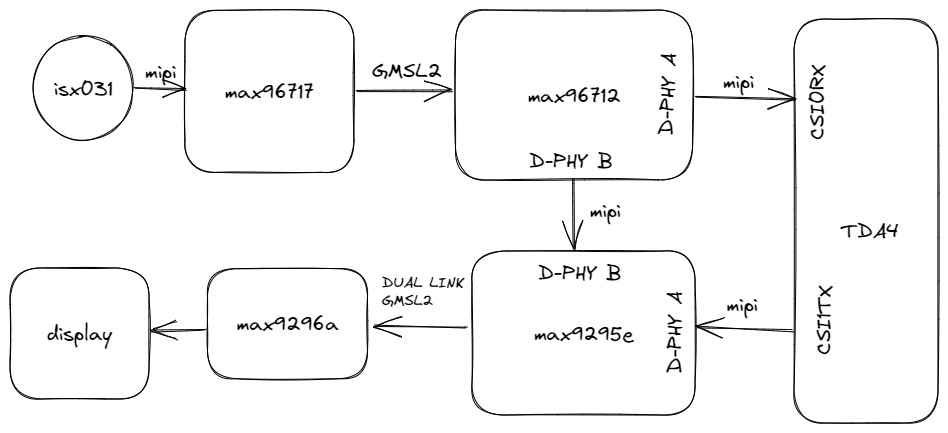 isx031
mipi
max96717
GMSL2
max96712
D-PHY A
D-PHY B
mipi
CSI0RX
TDA4
CSI1TX
mipi
D-PHY B
D-PHY A
max9295e
mipi
DUAL LINK
GMSL2
max9296a
display